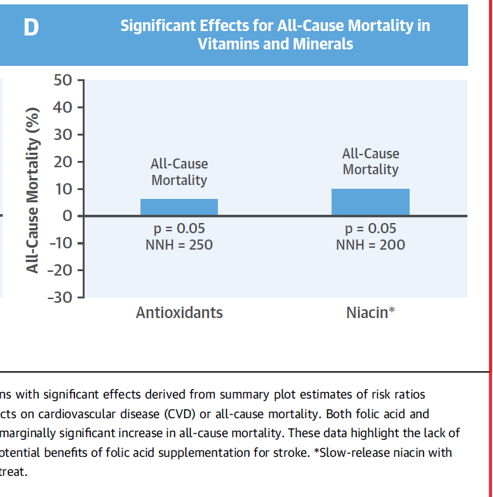 D
Significant Effects for All-Cause Mortality in
Vitamins and Minerals
All-Cause Mortality (%)
50
40
30
20
10
0
-10
-20
-30
All-Cause
Mortality
p = 0.05
NNH = 250
All-Cause
Mortality
p = 0.05
NNH = 200
Antioxidants
Niacin*
ns with significant effects derived from summary plot estimates of risk ratios
cts on cardiovascular disease (CVD) or all-cause mortality. Both folic acid and
marginally significant increase in all-cause mortality. These data highlight the lack of
otential benefits of folic acid supplementation for stroke. *Slow-release niacin with
treat.